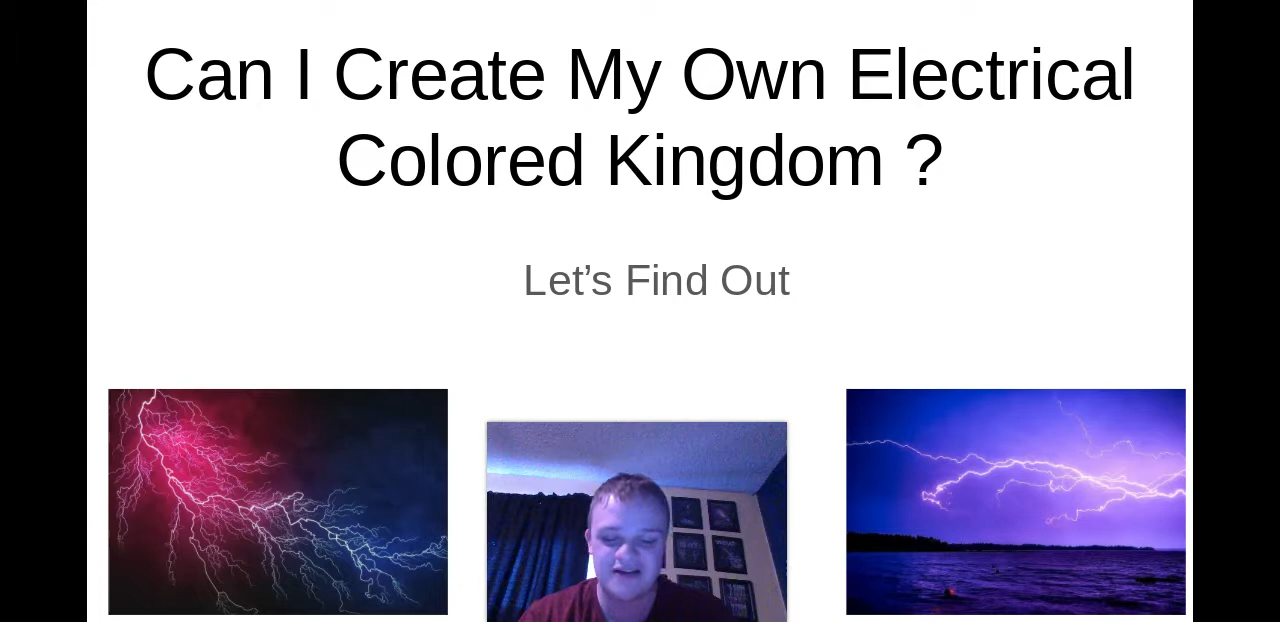 Can I Create My Own Electrical
Colored Kingdom ?
Let’s Find Out